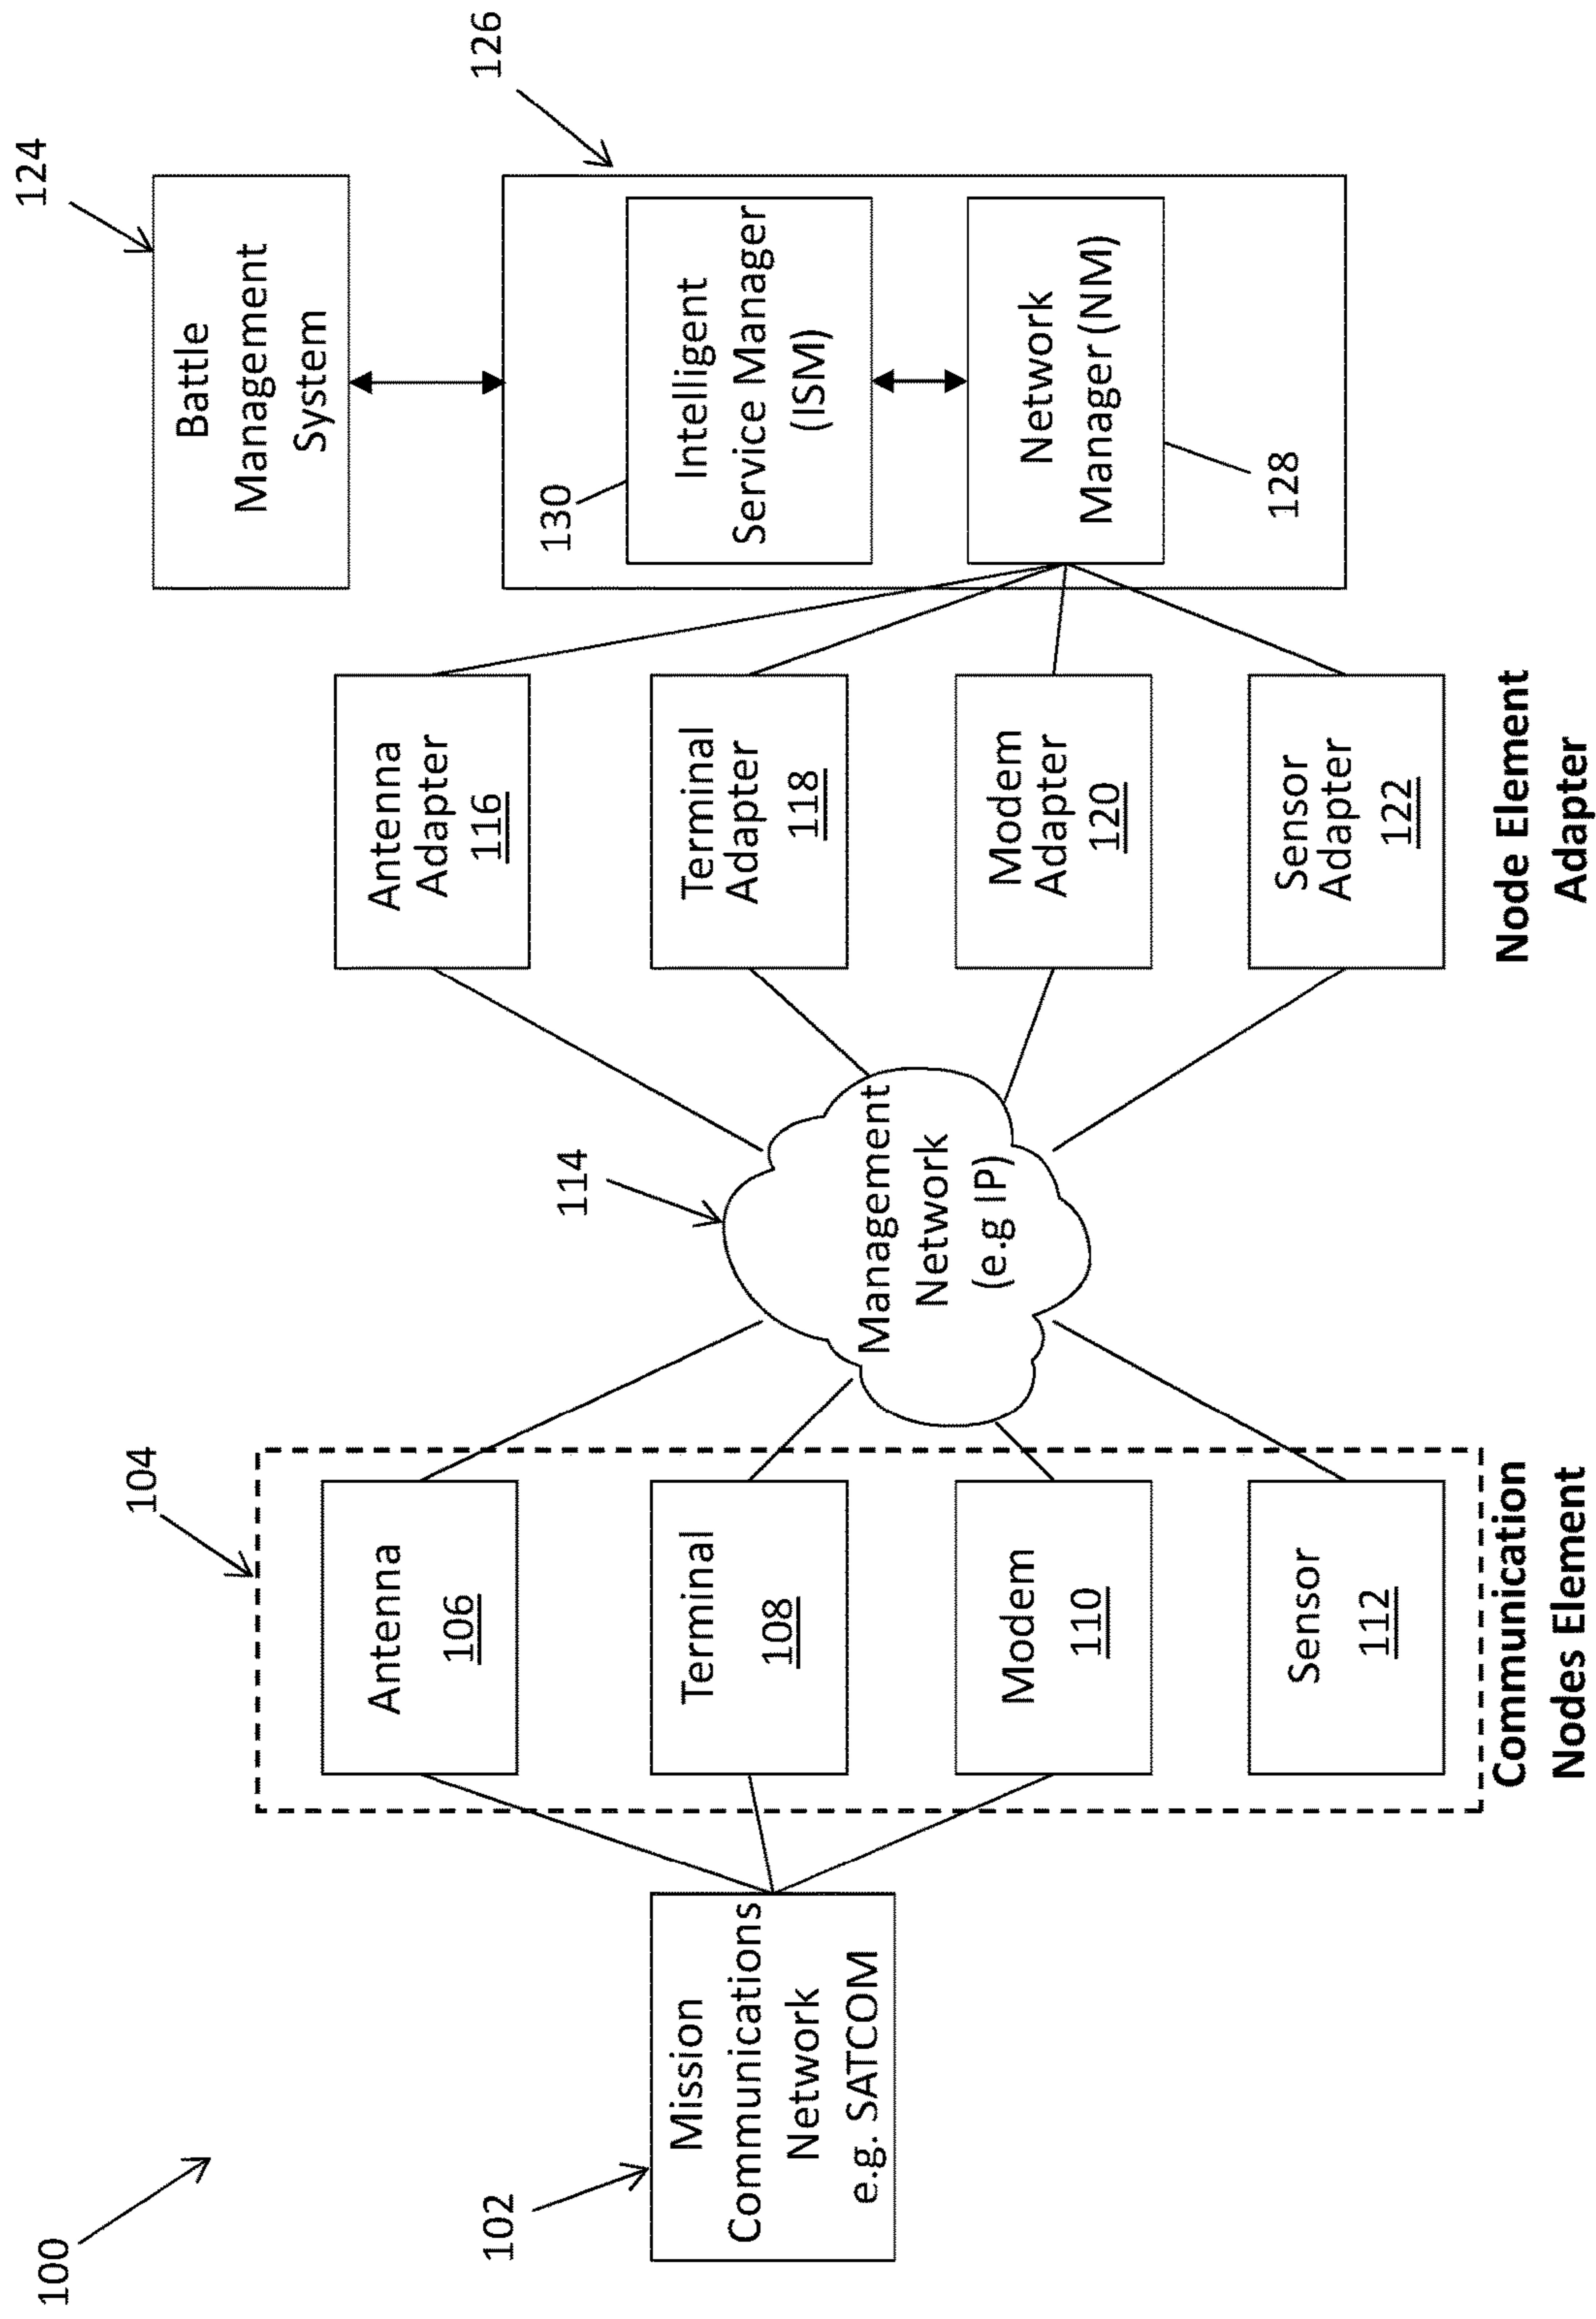 100
102
Mission
Communications
Network
e.g. SATCOM
104
Antenna
106
Terminal
108
Modem
110
Sensor
112
Communication
Nodes Element
114
Management
Network
(e.g IP)
Antenna
Adapter
116
Terminal
Adapter
118
Modem
Adapter
120
Sensor
Adapter
122
Node Element
Adapter
124
Battle
Management
System
126
130
Intelligent
Service Manager
(ISM)
Network
Manager (NM)
128